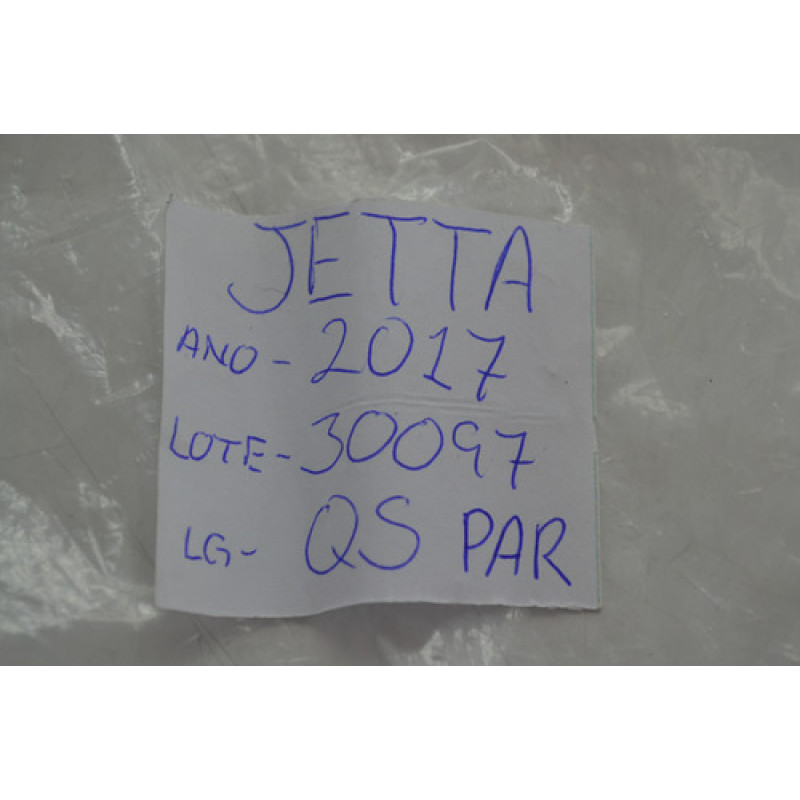 JETTA
ANO - 2017
LOTE - 30097
LG - QS PAR